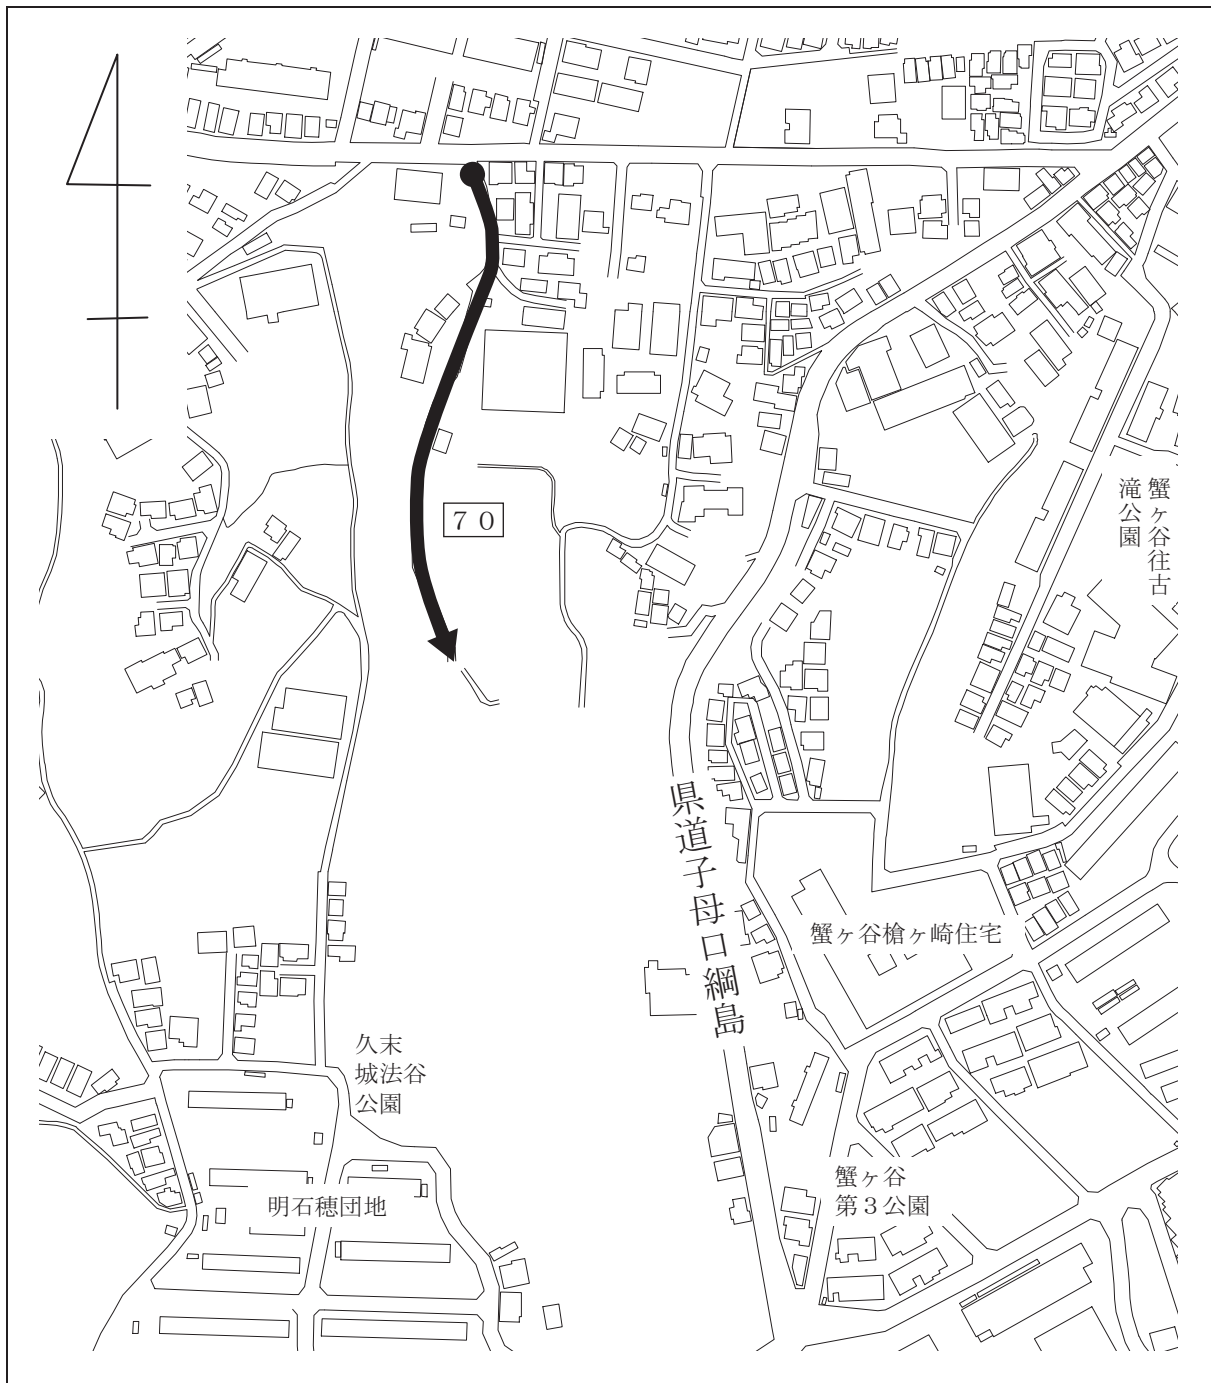 蟹ヶ谷往古
滝公園
７０
県道子母口綱島
蟹ヶ谷槍ヶ崎住宅
久末
城法谷
公園
蟹ヶ谷
第３公園
明石穂団地